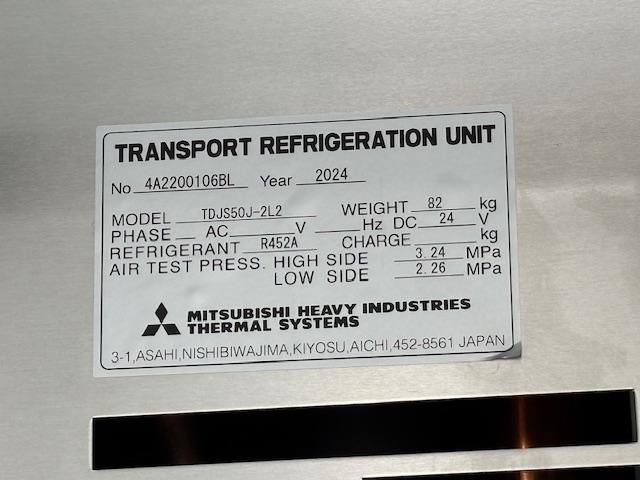 TRANSPORT REFRIGERATION UNIT
No 4A2200106BL Year 2024
MODEL TDJS50J-2L2 WEIGHT 82 kg
PHASE AC V Hz DC 24 V
REFRIGERANT R452A CHARGE kg
AIR TEST PRESS. HIGH SIDE 3.24 MPa
LOW SIDE 2.26 MPa
MITSUBISHI HEAVY INDUSTRIES
THERMAL SYSTEMS
3-1,ASAHI,NISHIBIWAJIMA,KIYOSU,AICHI,452-8561 JAPAN